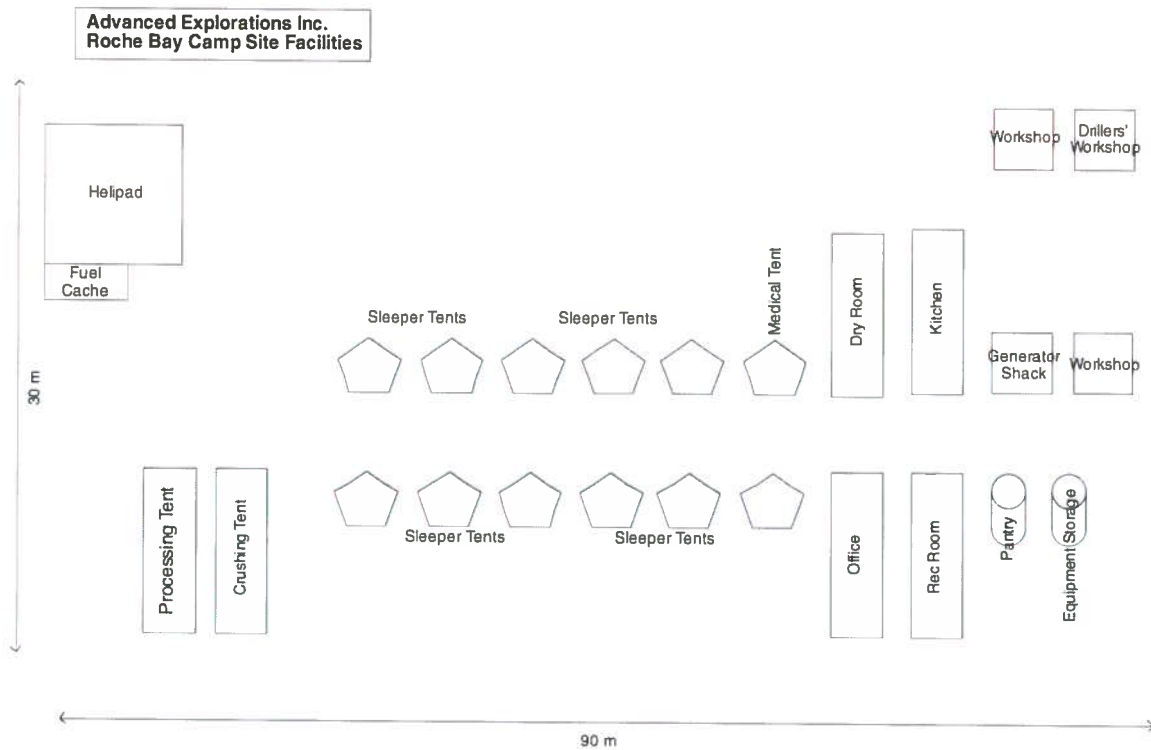 Advanced Explorations Inc.
Roche Bay Camp Site Facilities
Workshop
Drillers'
Workshop
Helipad
Fuel
Cache
30 m
Sleeper Tents
Sleeper Tents
Medical Tent
Dry Room
Kitchen
Generator
Shack
Workshop
Processing Tent
Crushing Tent
Sleeper Tents
Sleeper Tents
Office
Rec Room
Pantry
Equipment Storage
90 m